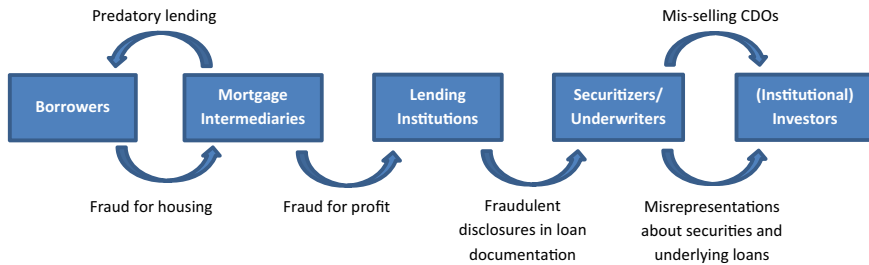 Predatory lending
Mis-selling CDOs
Borrowers
Mortgage
Intermediaries
Lending
Institutions
Securitizers/
Underwriters
(Institutional)
Investors
Fraud for housing
Fraud for profit
Fraudulent
disclosures in loan
documentation
Misrepresentations
about securities and
underlying loans